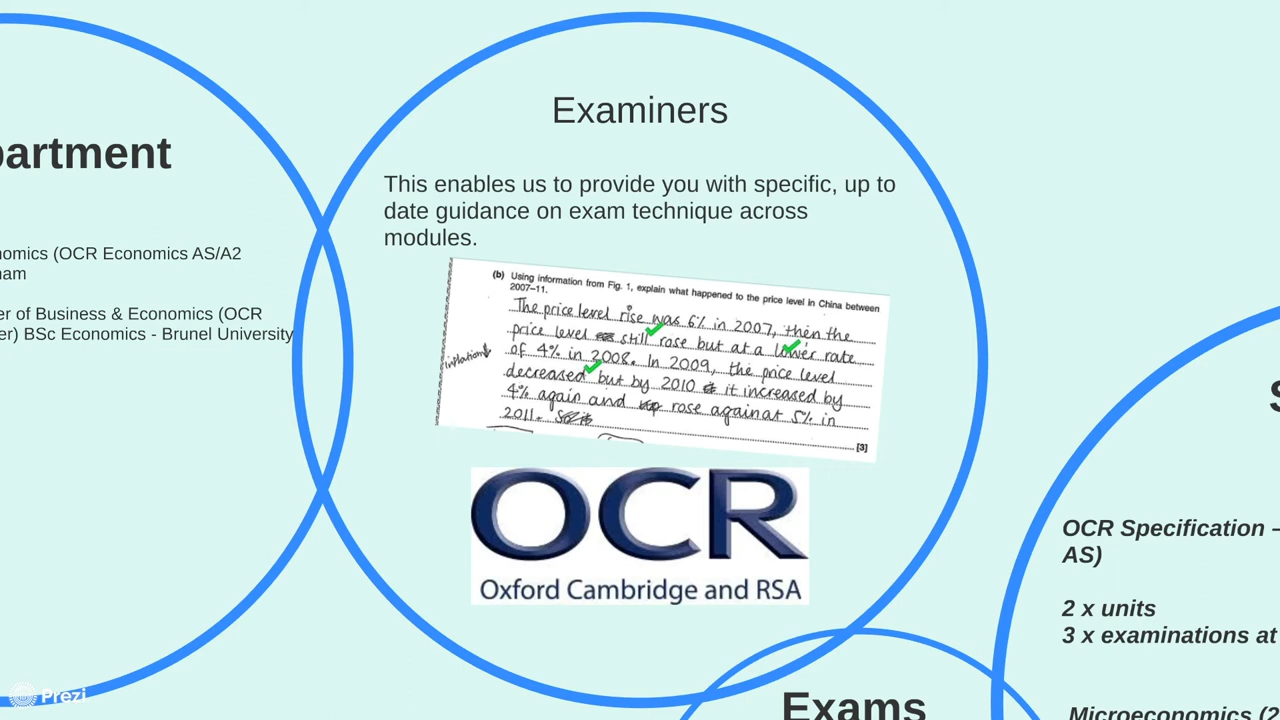 Examiners
This enables us to provide you with specific, up to
date guidance on exam technique across
modules.
(b) Using information from Fig. 1, explain what happened to the price level in China between
2007–11.
The price level rise was 6% in 2007, then the
price level still rose but at a lower rate
of 4% in 2008. In 2009, the price level
decreased but by 2010 it increased by
4% again and rose again at 5% in
2011.
[3]
Inflation
OCR
Oxford Cambridge and RSA
partment
nomics (OCR Economics AS/A2
ham
er of Business & Economics (OCR
er) BSc Economics - Brunel University
OCR Specification –
AS)
2 x units
3 x examinations at
Microeconomics (2
Exams
S
Prezi